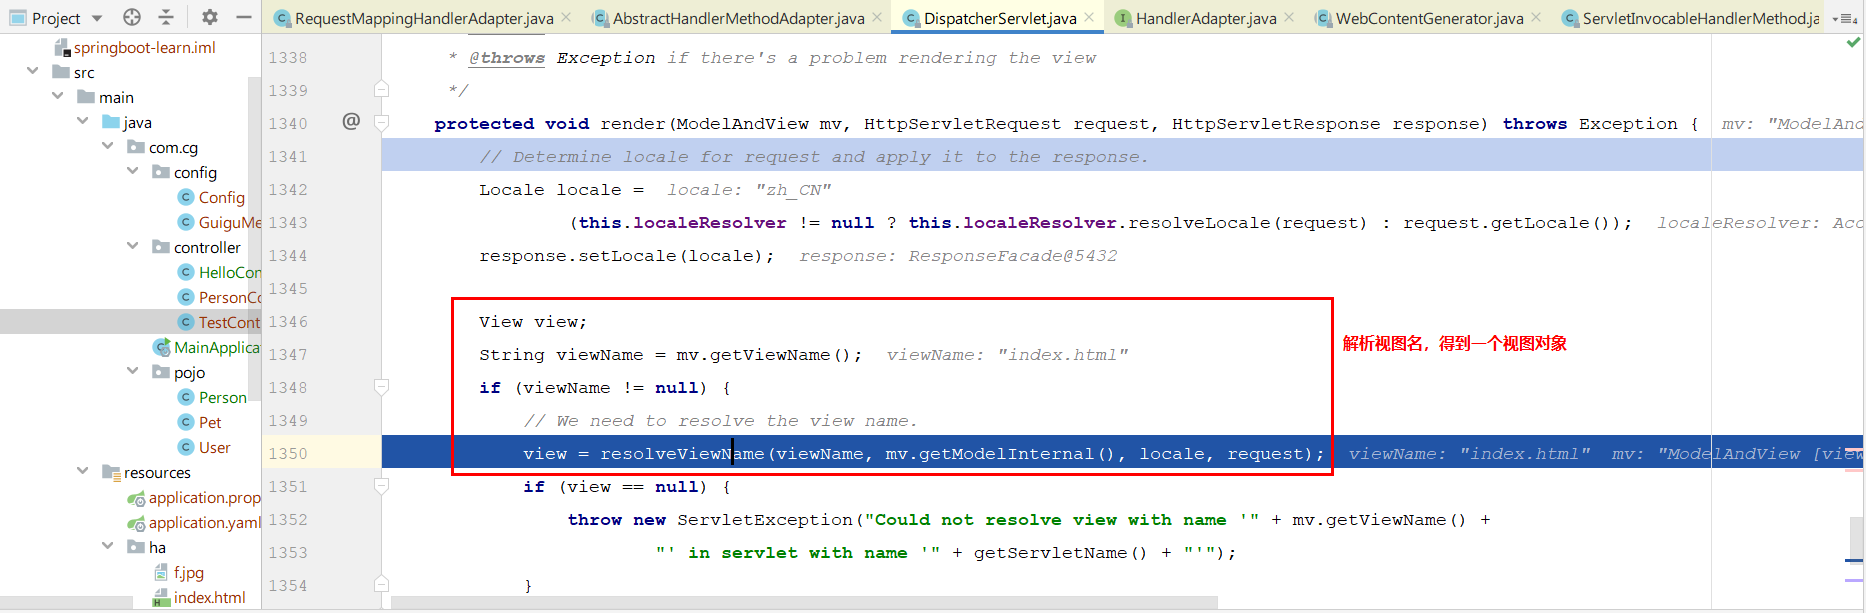 Project
RequestMappingHandlerAdapter.java
AbstractHandlerMethodAdapter.java
DispatcherServlet.java
HandlerAdapter.java
WebContentGenerator.java
ServletInvocableHandlerMethod.ja
4
springboot-learn.iml
src
main
java
com.cg
config
Config
GuiguMe
controller
HelloCon
PersonCo
TestCont
MainApplica
pojo
Person
Pet
User
resources
application.prop
application.yaml
ha
f.jpg
index.html
1338 * @throws Exception if there's a problem rendering the view
1339 */
1340 @ protected void render(ModelAndView mv, HttpServletRequest request, HttpServletResponse response) throws Exception { mv: "ModelAnd
1341 // Determine locale for request and apply it to the response.
1342 Locale locale = locale: "zh_CN"
1343 (this.localeResolver != null ? this.localeResolver.resolveLocale(request) : request.getLocale()); localeResolver: Acc
1344 response.setLocale(locale); response: ResponseFacade@5432
1345
1346 View view;
1347 String viewName = mv.getViewName(); viewName: "index.html"
解析视图名，得到一个视图对象
1348 if (viewName != null) {
1349 // We need to resolve the view name.
1350 view = resolveViewName(viewName, mv.getModelInternal(), locale, request); viewName: "index.html" mv: "ModelAndView [view
1351 if (view == null) {
1352 throw new ServletException("Could not resolve view with name '" + mv.getViewName() +
1353 "' in servlet with name '" + getServletName() + "'");
1354 }